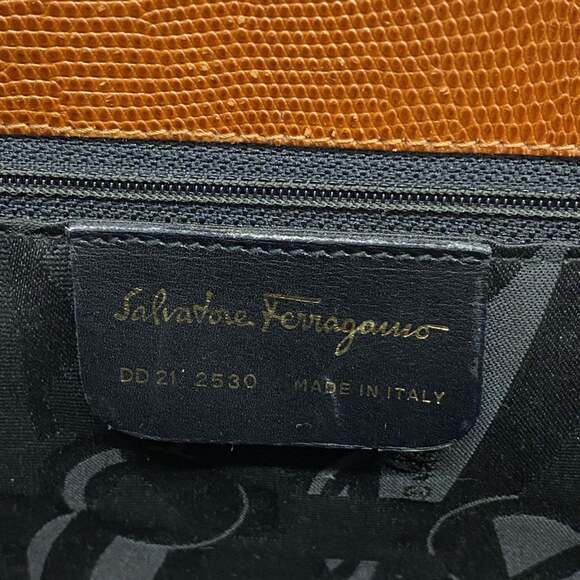 Salvatore Ferragamo
DD 21 2530 MADE IN ITALY